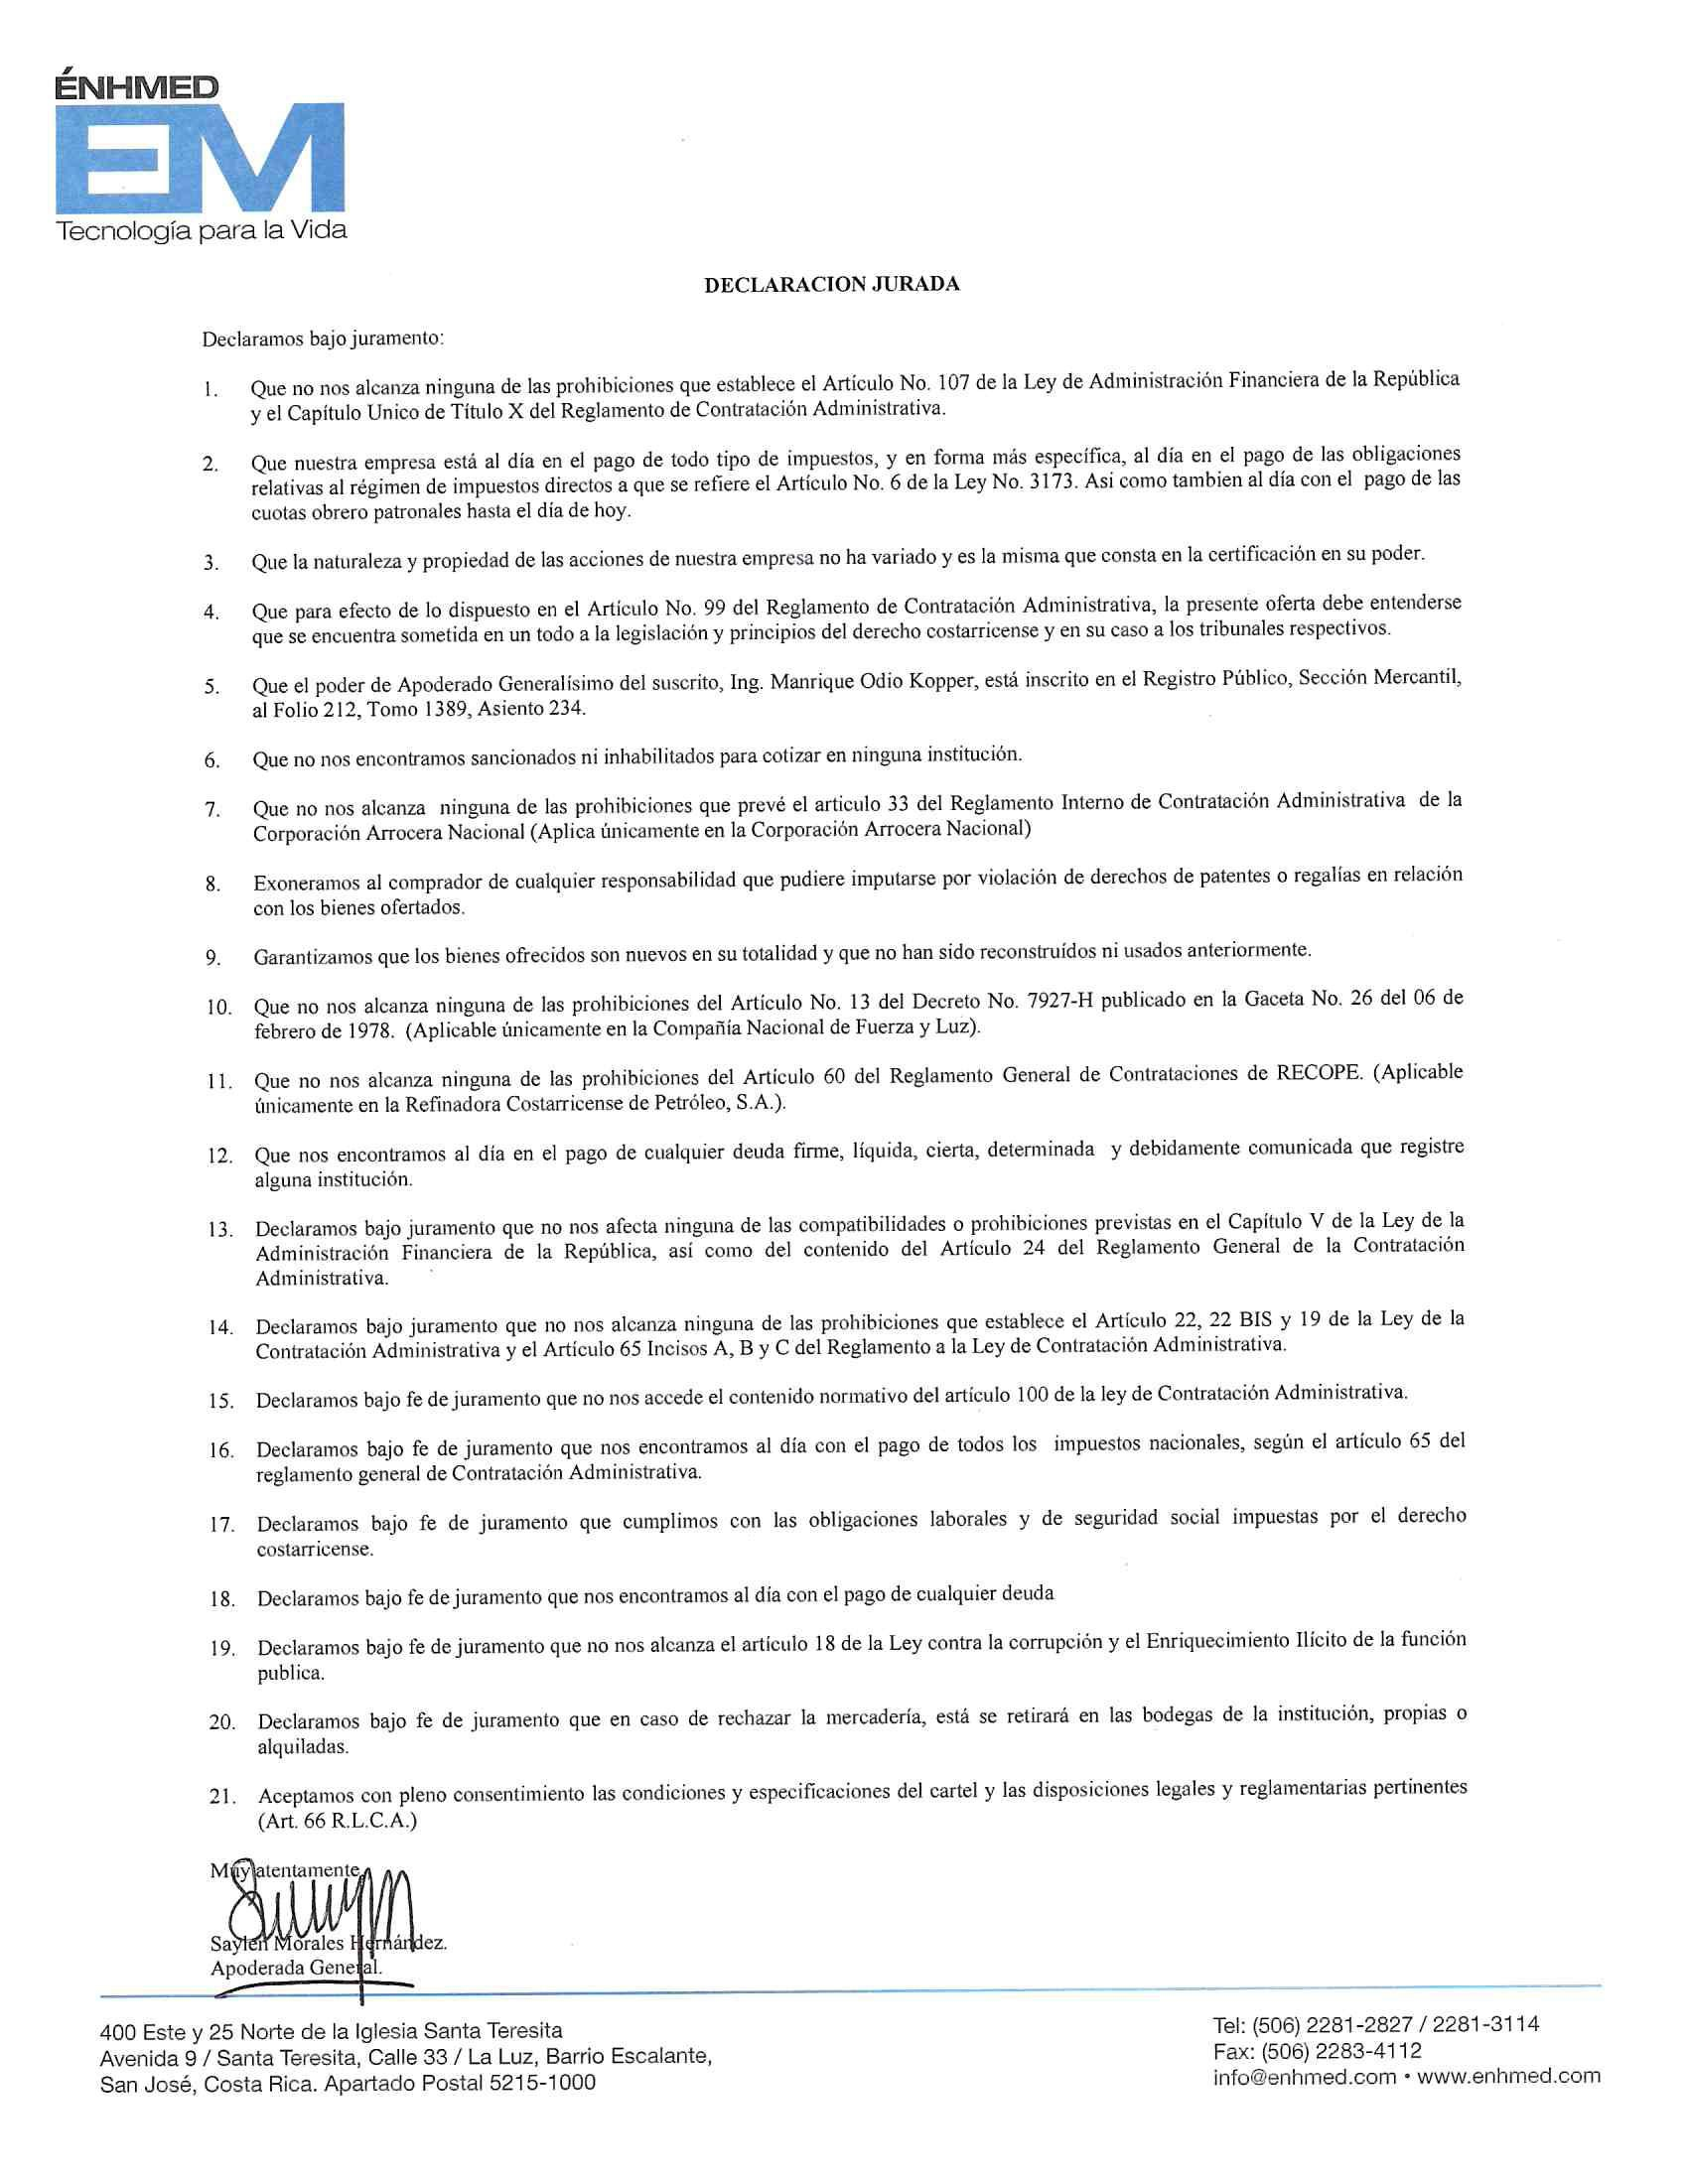 ÉNHMED
EM
Tecnología para la Vida
DECLARACION JURADA
Declaramos bajo juramento:
1. Que no nos alcanza ninguna de las prohibiciones que establece el Artículo No. 107 de la Ley de Administración Financiera de la República
y el Capítulo Unico de Título X del Reglamento de Contratación Administrativa.
2. Que nuestra empresa está al día en el pago de todo tipo de impuestos, y en forma más específica, al día en el pago de las obligaciones
relativas al régimen de impuestos directos a que se refiere el Artículo No. 6 de la Ley No. 3173. Asi como tambien al día con el pago de las
cuotas obrero patronales hasta el día de hoy.
3. Que la naturaleza y propiedad de las acciones de nuestra empresa no ha variado y es la misma que consta en la certificación en su poder.
4. Que para efecto de lo dispuesto en el Artículo No. 99 del Reglamento de Contratación Administrativa, la presente oferta debe entenderse
que se encuentra sometida en un todo a la legislación y principios del derecho costarricense y en su caso a los tribunales respectivos.
5. Que el poder de Apoderado Generalísimo del suscrito, Ing. Manrique Odio Kopper, está inscrito en el Registro Público, Sección Mercantil,
al Folio 212, Tomo 1389, Asiento 234.
6. Que no nos encontramos sancionados ni inhabilitados para cotizar en ninguna institución.
7. Que no nos alcanza ninguna de las prohibiciones que prevé el articulo 33 del Reglamento Interno de Contratación Administrativa de la
Corporación Arrocera Nacional (Aplica únicamente en la Corporación Arrocera Nacional)
8. Exoneramos al comprador de cualquier responsabilidad que pudiere imputarse por violación de derechos de patentes o regalías en relación
con los bienes ofertados.
9. Garantizamos que los bienes ofrecidos son nuevos en su totalidad y que no han sido reconstruídos ni usados anteriormente.
10. Que no nos alcanza ninguna de las prohibiciones del Artículo No. 13 del Decreto No. 7927-H publicado en la Gaceta No. 26 del 06 de
febrero de 1978. (Aplicable únicamente en la Compañía Nacional de Fuerza y Luz).
11. Que no nos alcanza ninguna de las prohibiciones del Artículo 60 del Reglamento General de Contrataciones de RECOPE. (Aplicable
únicamente en la Refinadora Costarricense de Petróleo, S.A.).
12. Que nos encontramos al día en el pago de cualquier deuda firme, líquida, cierta, determinada y debidamente comunicada que registre
alguna institución.
13. Declaramos bajo juramento que no nos afecta ninguna de las compatibilidades o prohibiciones previstas en el Capítulo V de la Ley de la
Administración Financiera de la República, así como del contenido del Artículo 24 del Reglamento General de la Contratación
Administrativa.
14. Declaramos bajo juramento que no nos alcanza ninguna de las prohibiciones que establece el Artículo 22, 22 BIS y 19 de la Ley de la
Contratación Administrativa y el Artículo 65 Incisos A, B y C del Reglamento a la Ley de Contratación Administrativa.
15. Declaramos bajo fe de juramento que no nos accede el contenido normativo del artículo 100 de la ley de Contratación Administrativa.
16. Declaramos bajo fe de juramento que nos encontramos al día con el pago de todos los impuestos nacionales, según el artículo 65 del
reglamento general de Contratación Administrativa.
17. Declaramos bajo fe de juramento que cumplimos con las obligaciones laborales y de seguridad social impuestas por el derecho
costarricense.
18. Declaramos bajo fe de juramento que nos encontramos al día con el pago de cualquier deuda
19. Declaramos bajo fe de juramento que no nos alcanza el artículo 18 de la Ley contra la corrupción y el Enriquecimiento Ilícito de la función
publica.
20. Declaramos bajo fe de juramento que en caso de rechazar la mercadería, está se retirará en las bodegas de la institución, propias o
alquiladas.
21. Aceptamos con pleno consentimiento las condiciones y especificaciones del cartel y las disposiciones legales y reglamentarias pertinentes
(Art. 66 R.L.C.A.)
Muy atentamente
Saylen Morales Hernández.
Apoderada General.
400 Este y 25 Norte de la Iglesia Santa Teresita
Avenida 9 / Santa Teresita, Calle 33 / La Luz, Barrio Escalante,
San José, Costa Rica. Apartado Postal 5215-1000
Tel: (506) 2281-2827 / 2281-3114
Fax: (506) 2283-4112
info@enhmed.com • www.enhmed.com